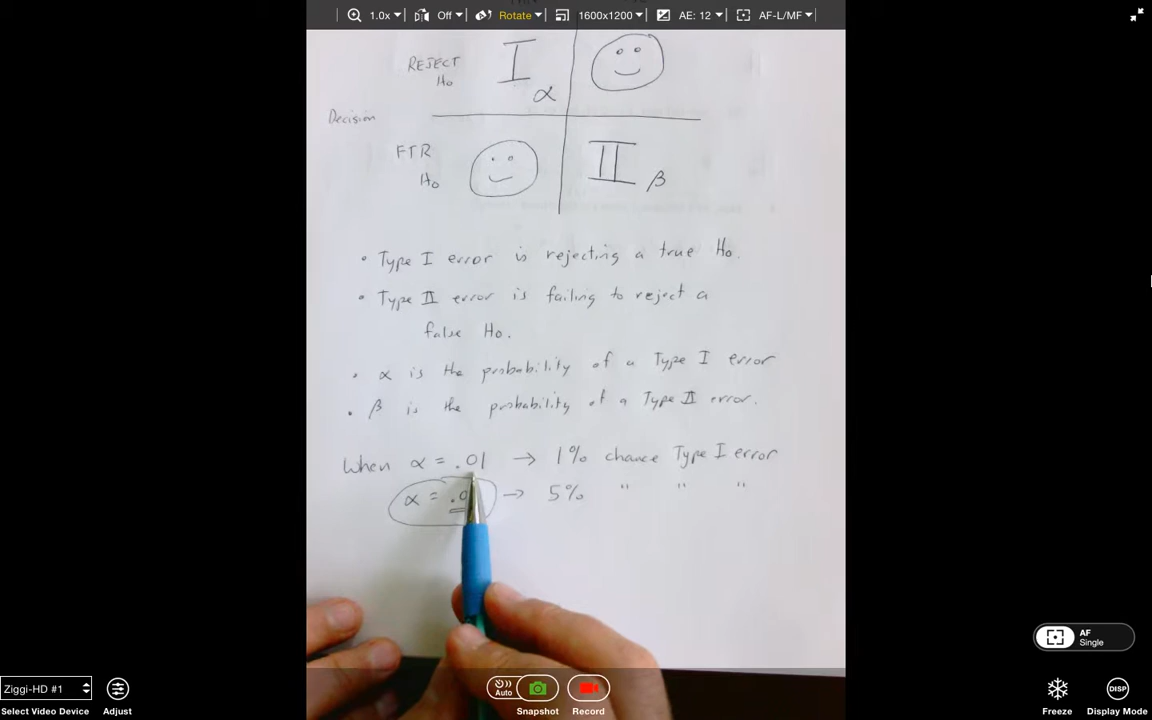 1.0x Off Rotate 1600x1200 AE: 12 AF-L/MF
REJECT I
Ho α
Decision
FTR II
Ho β
• Type I error is rejecting a true Ho.
• Type II error is failing to reject a
false Ho.
• α is the probability of a Type I error
• β is the probability of a Type II error.
When α = .01 → 1% chance Type I error
α = .0 → 5% " " "
AF
Single
Ziggi-HD #1
Auto
DISP
Select Video Device Adjust Snapshot Record Freeze Display Mode